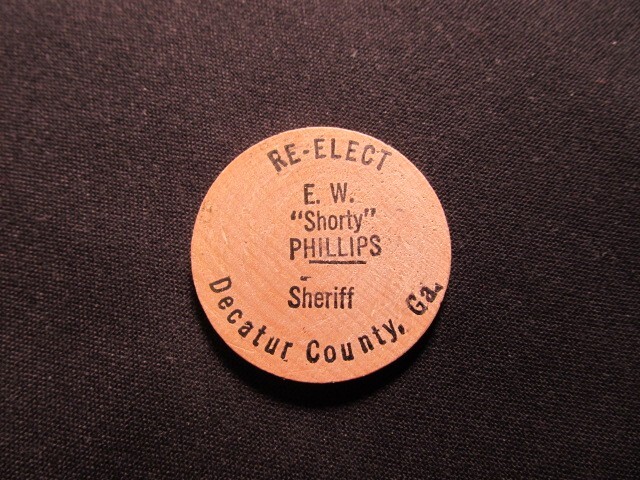 RE-ELECT
E. W.
"Shorty"
PHILLIPS
Sheriff
Decatur County, Ga.